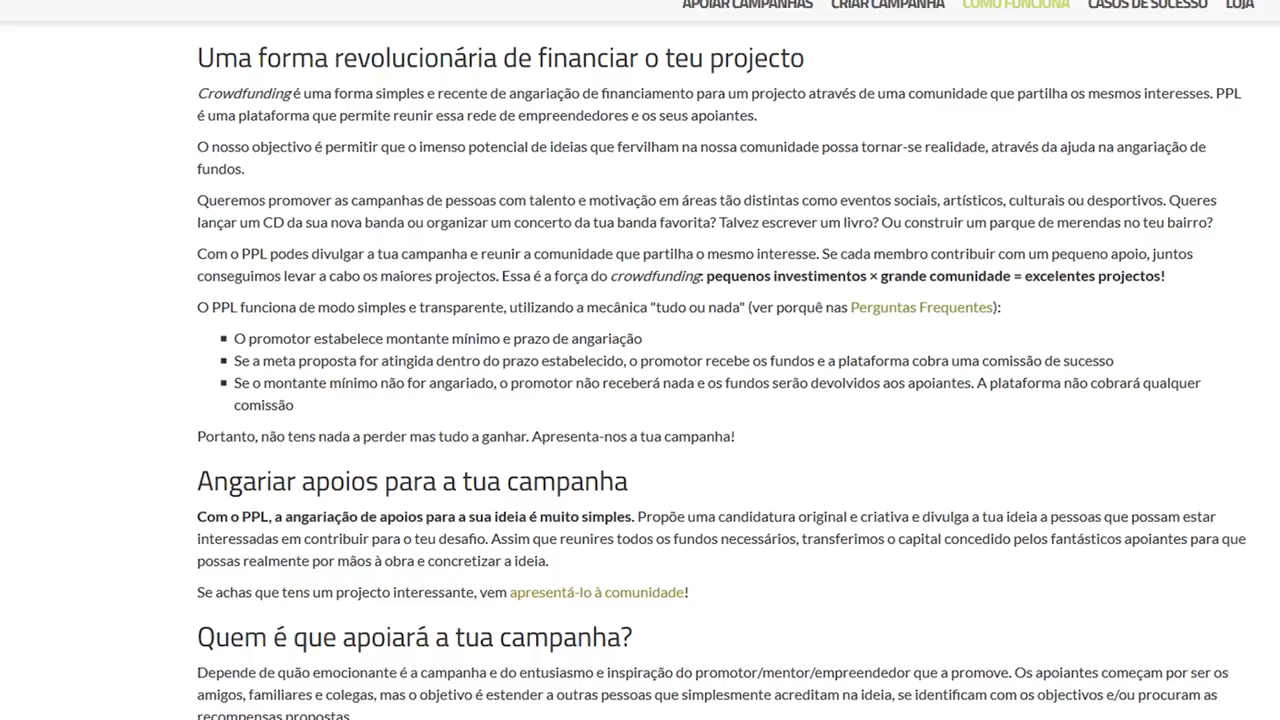 APOIAR CAMPANHAS CRIAR CAMPANHA COMO FUNCIONA CASOS DE SUCESSO LOJA
Uma forma revolucionária de financiar o teu projecto
Crowdfunding é uma forma simples e recente de angariação de financiamento para um projecto através de uma comunidade que partilha os mesmos interesses. PPL
é uma plataforma que permite reunir essa rede de empreendedores e os seus apoiantes.
O nosso objectivo é permitir que o imenso potencial de ideias que fervilham na nossa comunidade possa tornar-se realidade, através da ajuda na angariação de
fundos.
Queremos promover as campanhas de pessoas com talento e motivação em áreas tão distintas como eventos sociais, artísticos, culturais ou desportivos. Queres
lançar um CD da sua nova banda ou organizar um concerto da tua banda favorita? Talvez escrever um livro? Ou construir um parque de merendas no teu bairro?
Com o PPL podes divulgar a tua campanha e reunir a comunidade que partilha o mesmo interesse. Se cada membro contribuir com um pequeno apoio, juntos
conseguimos levar a cabo os maiores projectos. Essa é a força do crowdfunding: pequenos investimentos × grande comunidade = excelentes projectos!
O PPL funciona de modo simples e transparente, utilizando a mecânica "tudo ou nada" (ver porquê nas Perguntas Frequentes):
▪ O promotor estabelece montante mínimo e prazo de angariação
▪ Se a meta proposta for atingida dentro do prazo estabelecido, o promotor recebe os fundos e a plataforma cobra uma comissão de sucesso
▪ Se o montante mínimo não for angariado, o promotor não receberá nada e os fundos serão devolvidos aos apoiantes. A plataforma não cobrará qualquer
comissão
Portanto, não tens nada a perder mas tudo a ganhar. Apresenta-nos a tua campanha!
Angariar apoios para a tua campanha
Com o PPL, a angariação de apoios para a sua ideia é muito simples. Propõe uma candidatura original e criativa e divulga a tua ideia a pessoas que possam estar
interessadas em contribuir para o teu desafio. Assim que reunires todos os fundos necessários, transferimos o capital concedido pelos fantásticos apoiantes para que
possas realmente por mãos à obra e concretizar a ideia.
Se achas que tens um projecto interessante, vem apresentá-lo à comunidade!
Quem é que apoiará a tua campanha?
Depende de quão emocionante é a campanha e do entusiasmo e inspiração do promotor/mentor/empreendedor que a promove. Os apoiantes começam por ser os
amigos, familiares e colegas, mas o objetivo é estender a outras pessoas que simplesmente acreditam na ideia, se identificam com os objectivos e/ou procuram as
recompensas propostas.